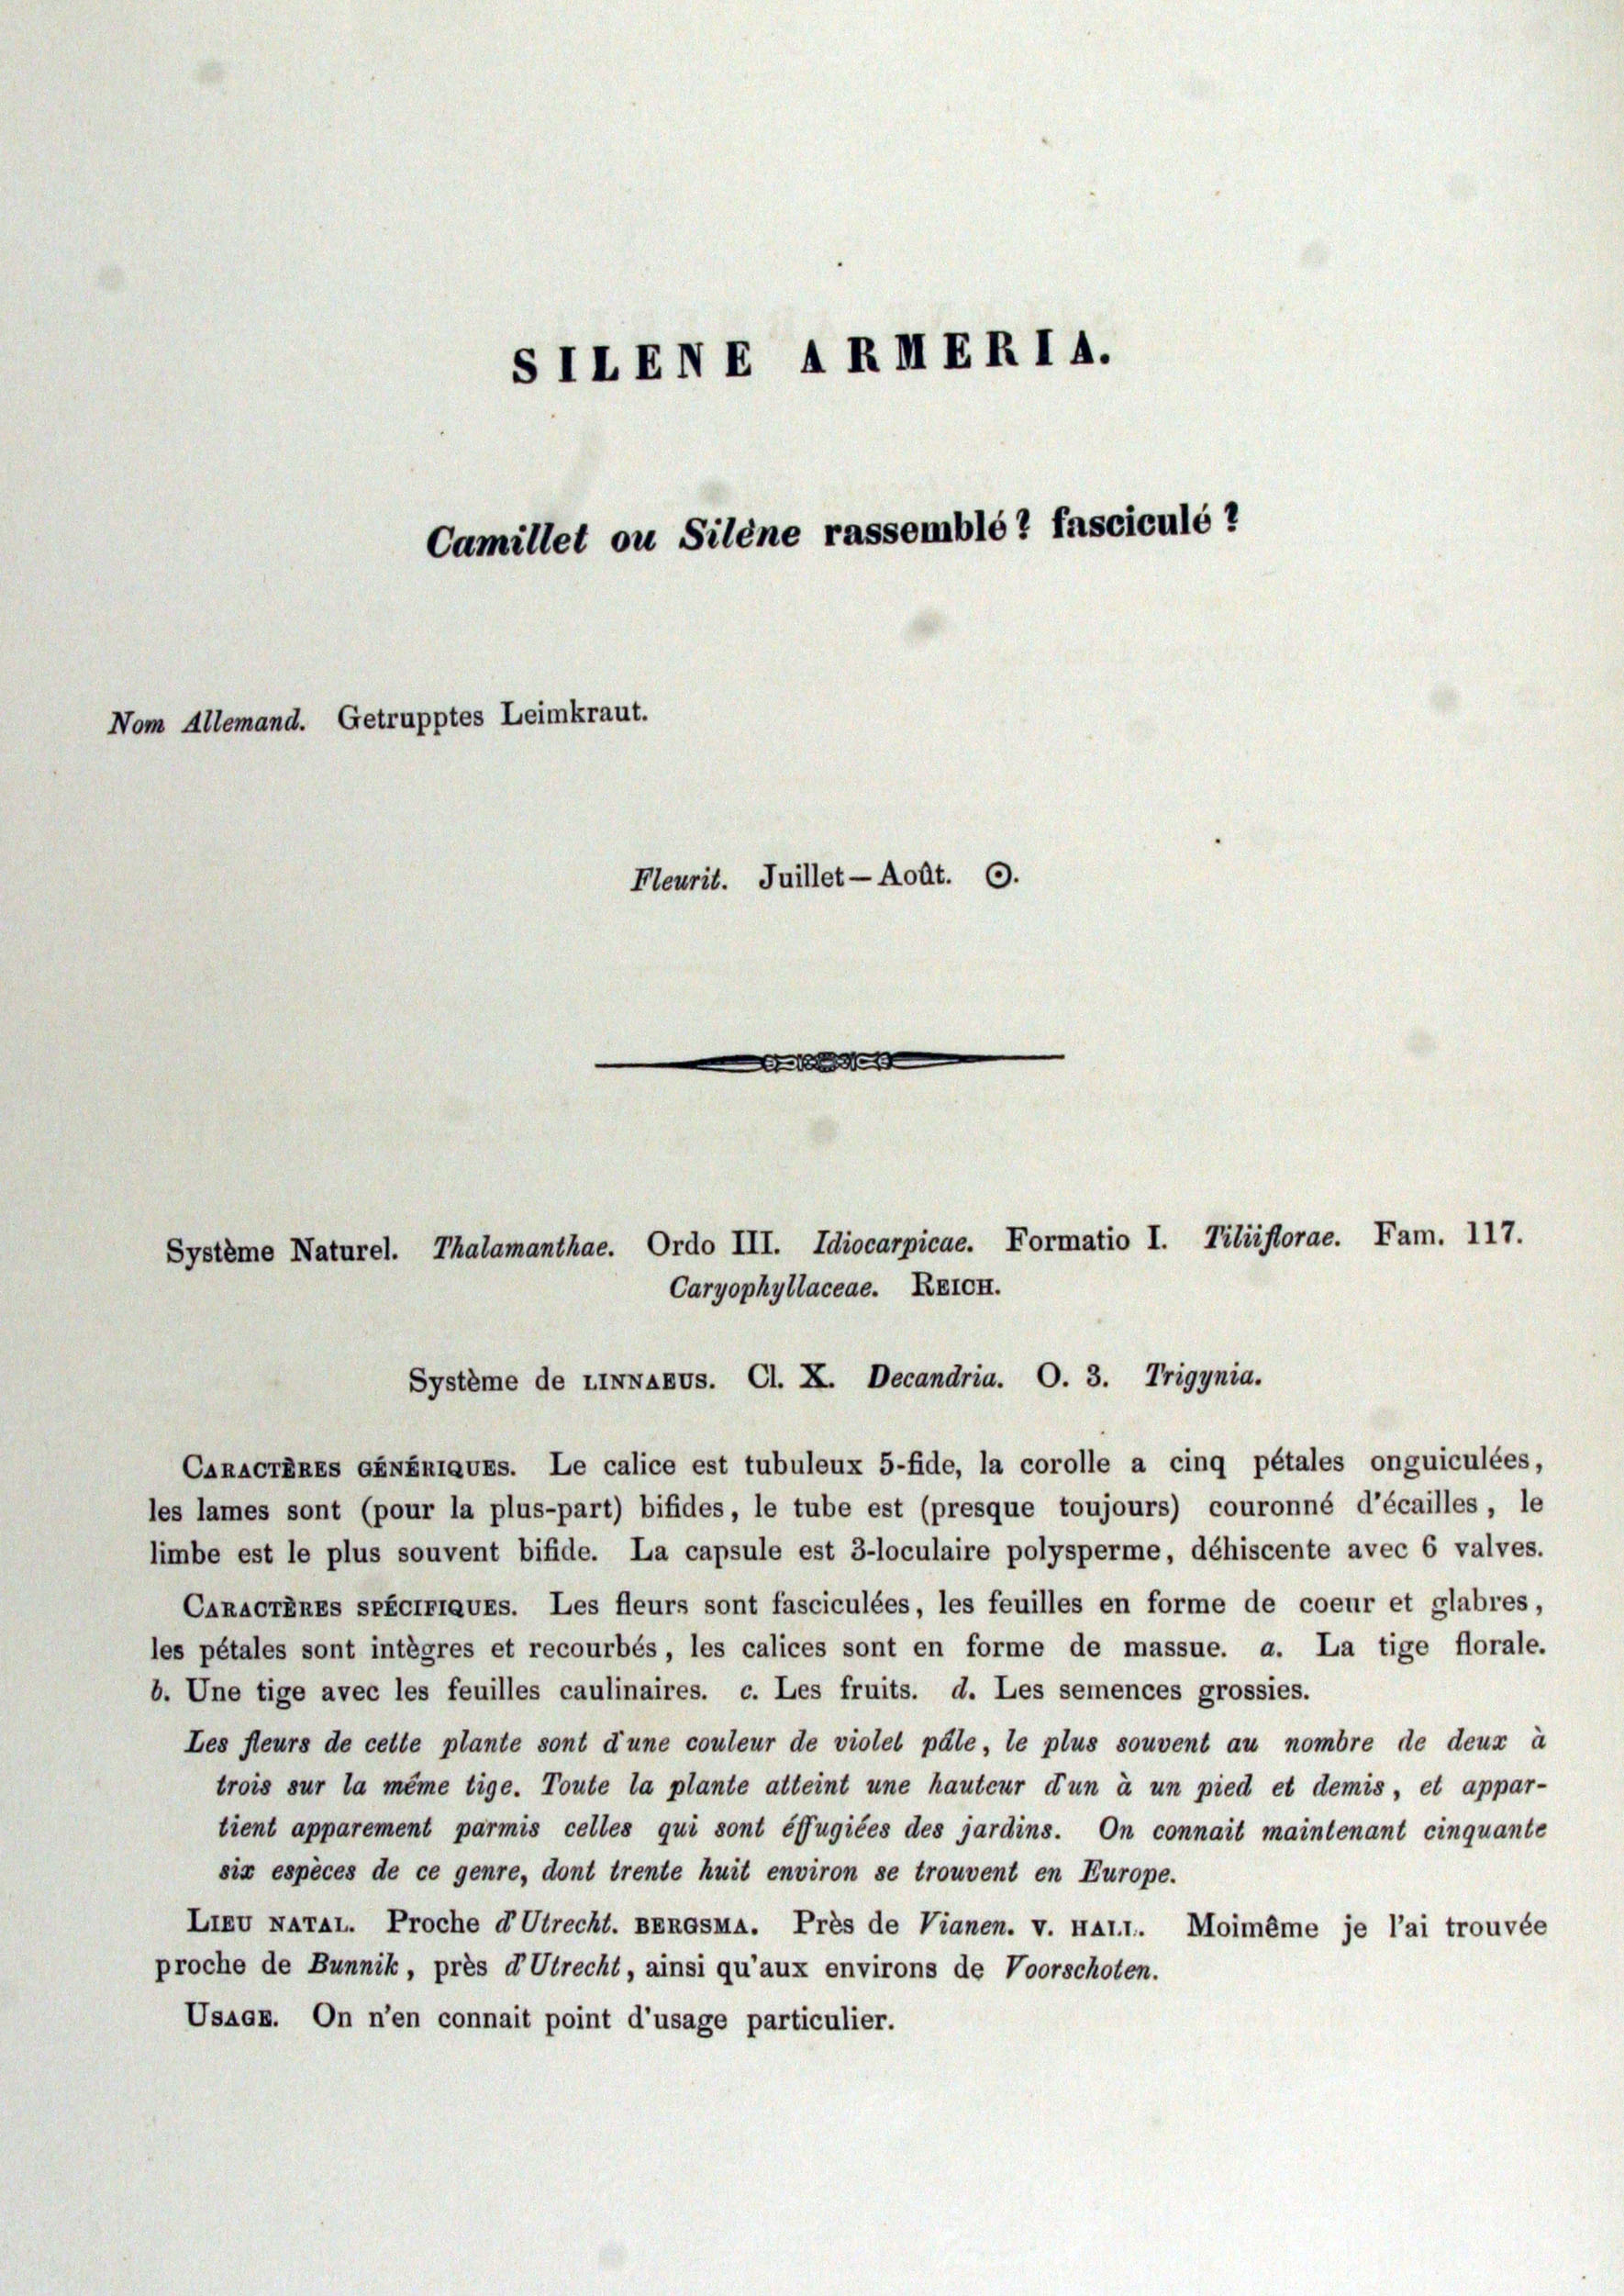 SILENE ARMERIA.
Camillet ou Silène rassemblé? fasciculé?
Nom Allemand. Getrupptes Leimkraut.
Fleurit. Juillet — Août. ⊙.
Système Naturel. Thalamanthae. Ordo III. Idiocarpicae. Formatio I. Tiliiflorae. Fam. 117.
Caryophyllaceae. REICH.
Système de LINNAEUS. Cl. X. Decandria. O. 3. Trigynia.
CARACTÈRES GÉNÉRIQUES. Le calice est tubuleux 5-fide, la corolle a cinq pétales onguiculées,
les lames sont (pour la plus-part) bifides, le tube est (presque toujours) couronné d'écailles, le
limbe est le plus souvent bifide. La capsule est 3-loculaire polysperme, déhiscente avec 6 valves.
CARACTÈRES SPÉCIFIQUES. Les fleurs sont fasciculées, les feuilles en forme de coeur et glabres,
les pétales sont intègres et recourbés, les calices sont en forme de massue. a. La tige florale.
b. Une tige avec les feuilles caulinaires. c. Les fruits. d. Les semences grossies.
Les fleurs de cette plante sont d'une couleur de violet pâle, le plus souvent au nombre de deux à
trois sur la même tige. Toute la plante atteint une hauteur d'un à un pied et demis, et appar-
tient apparement parmis celles qui sont éffugiées des jardins. On connait maintenant cinquante
six espèces de ce genre, dont trente huit environ se trouvent en Europe.
LIEU NATAL. Proche d'Utrecht. BERGSMA. Près de Vianen. V. HALL. Moimême je l'ai trouvée
proche de Bunnik, près d'Utrecht, ainsi qu'aux environs de Voorschoten.
USAGE. On n'en connait point d'usage particulier.